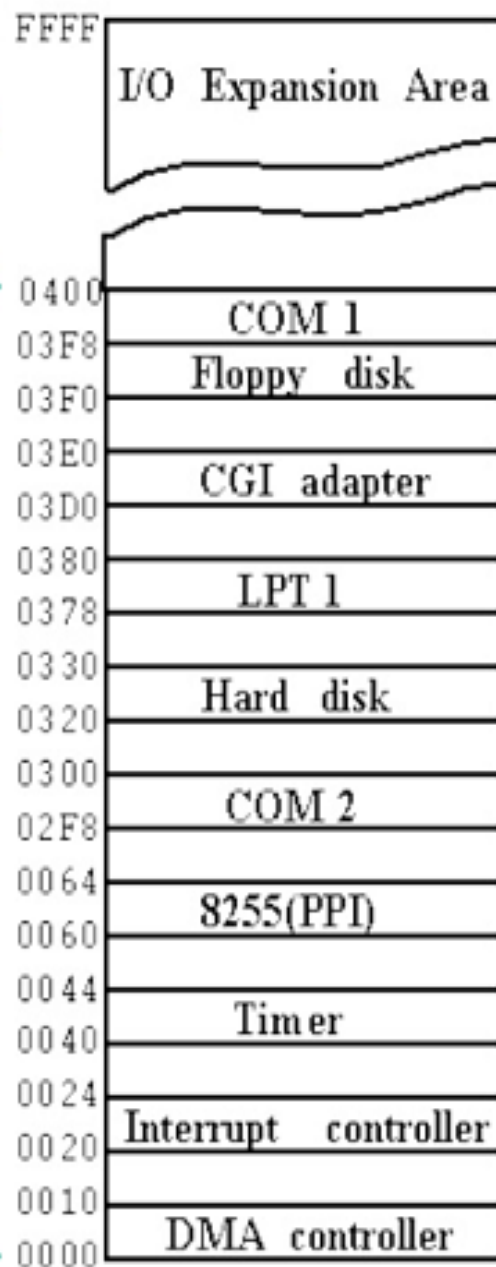 FFFF
I/O Expansion Area
0400
COM 1
03F8
Floppy disk
03F0
03E0
CGI adapter
03D0
0380
LPT 1
0378
0330
Hard disk
0320
0300
COM 2
02F8
0064
8255(PPI)
0060
0044
Timer
0040
0024
Interrupt controller
0020
0010
DMA controller
0000